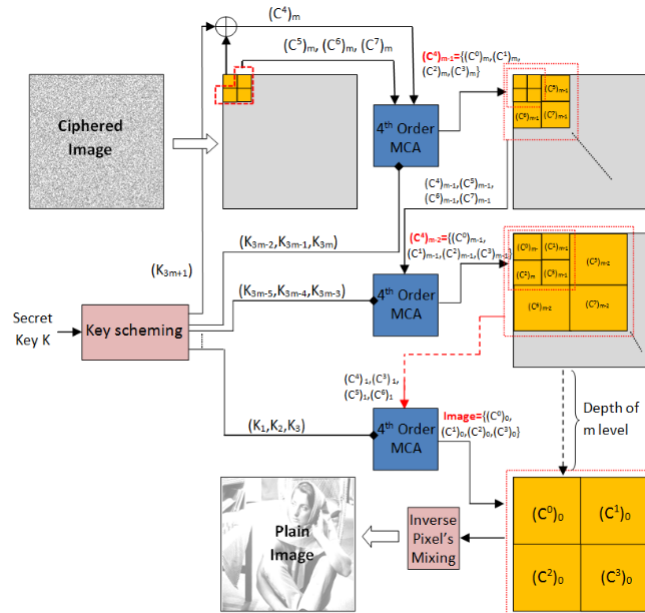 (C⁴)ₘ
(C⁵)ₘ, (C⁶)ₘ, (C⁷)ₘ
(C⁴)ₘ₋₁={(C⁰)ₘ,(C¹)ₘ,
(C²)ₘ,(C³)ₘ}
Ciphered
Image
4th Order
MCA
(C⁵)ₘ₋₁
(C⁶)ₘ₋₁
(C⁷)ₘ₋₁
(C⁴)ₘ₋₁,(C⁵)ₘ₋₁,
(C⁶)ₘ₋₁,(C⁷)ₘ₋₁
(K₃ₘ₋₂,K₃ₘ₋₁,K₃ₘ)
(C⁴)ₘ₋₂={(C⁰)ₘ₋₁,
(C¹)ₘ₋₁,(C²)ₘ₋₁,(C³)ₘ₋₁}
(K₃ₘ₊₁)
(C⁰)ₘ₋
(C¹)ₘ₋₁
(C²)ₘ
(C³)ₘ₋₁
(C⁵)ₘ₋₂
(C⁶)ₘ₋₂
(C⁷)ₘ₋₂
(K₃ₘ₋₅,K₃ₘ₋₄,K₃ₘ₋₃)
4th Order
MCA
Secret
Key K
Key scheming
(C⁴)₁,(C³)₁,
(C⁵)₁,(C⁶)₁
Depth of
m level
(K₁,K₂,K₃)
4th Order
MCA
Image={(C⁰)₀,
(C¹)₀,(C²)₀,(C³)₀}
Plain
Image
Inverse
Pixel's
Mixing
(C⁰)₀
(C¹)₀
(C²)₀
(C³)₀